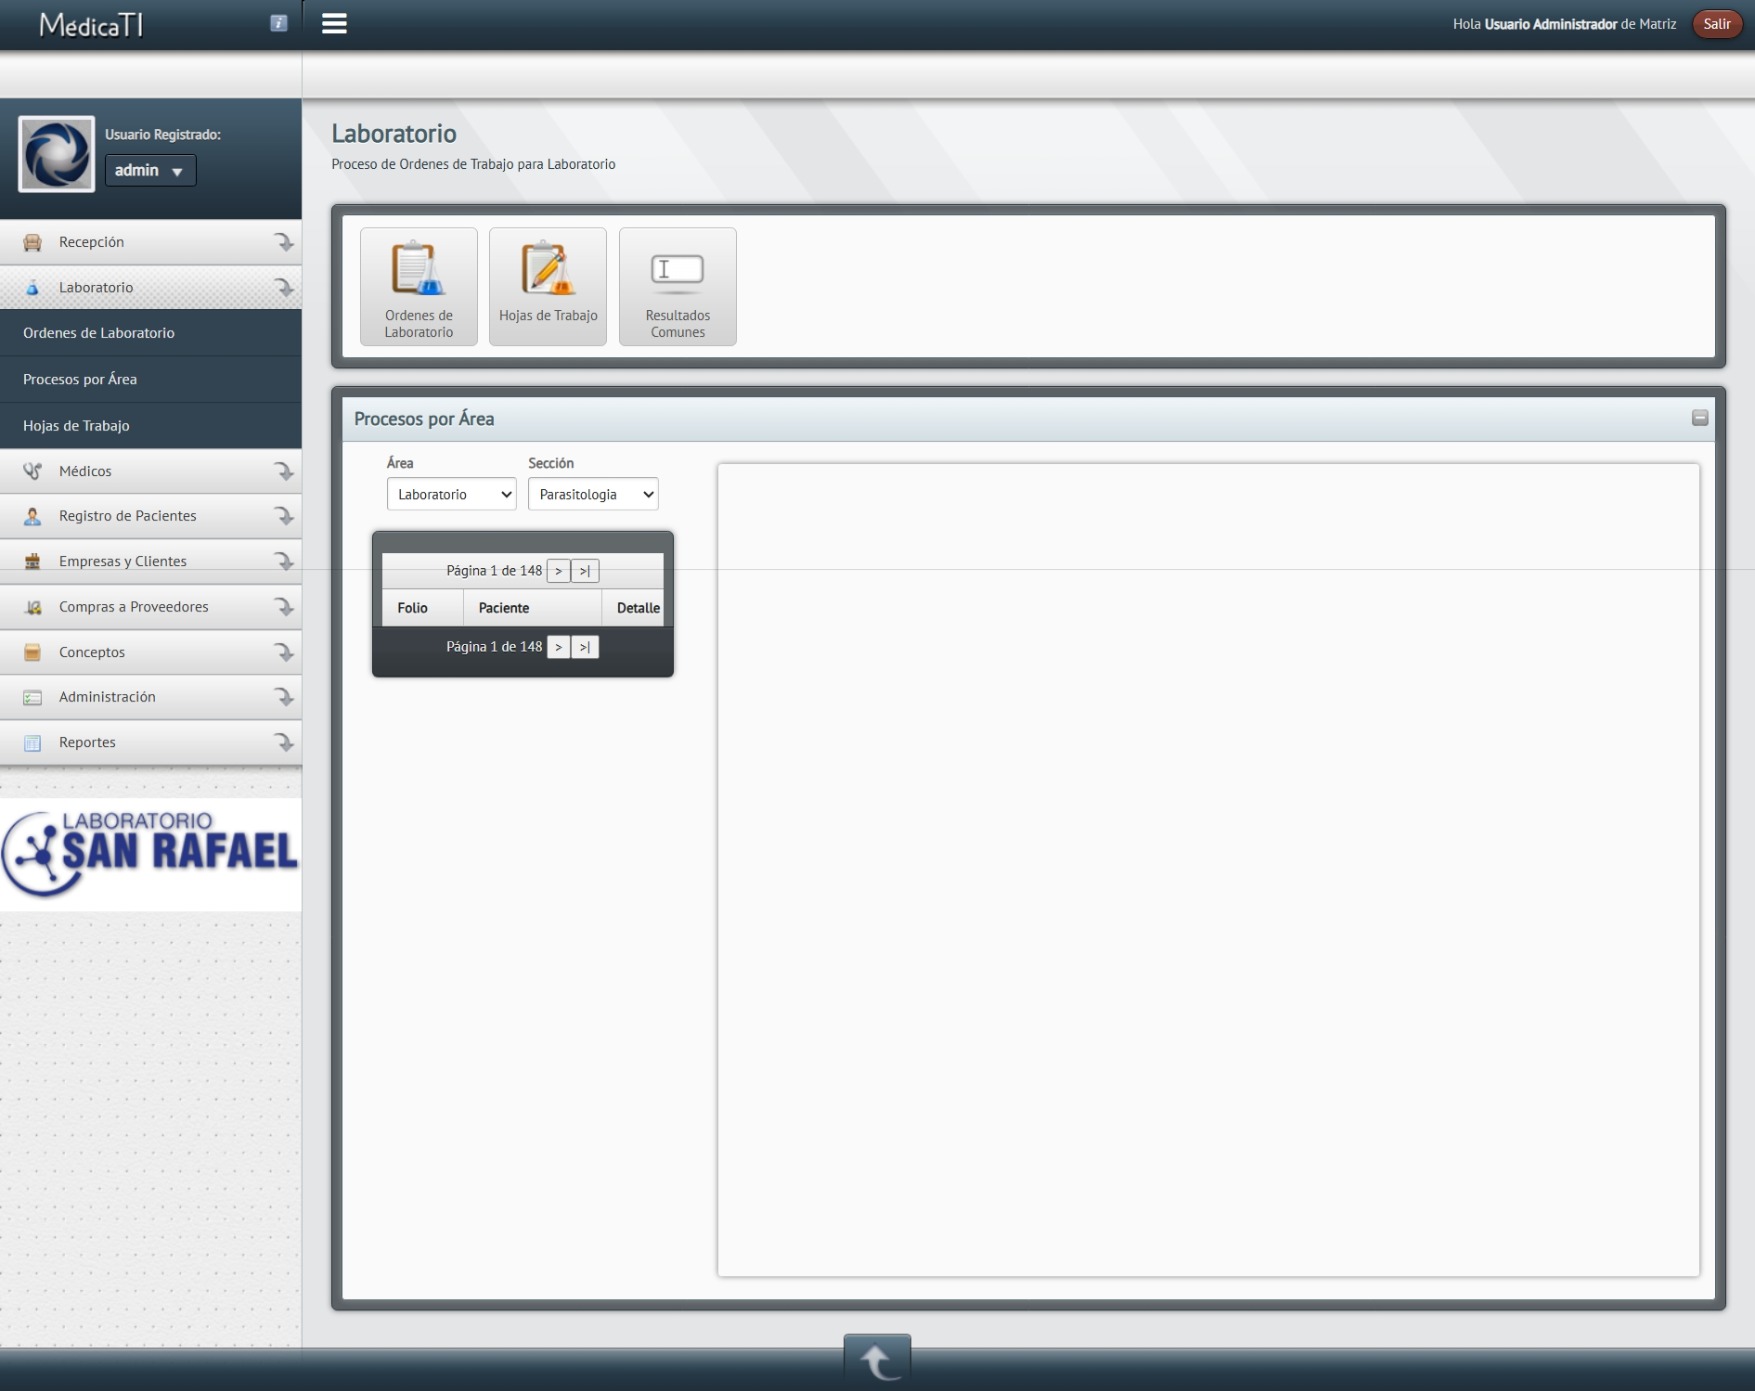 MédicaTI
Hola Usuario Administrador de Matriz
Salir
Usuario Registrado:
admin
Recepción
Laboratorio
Ordenes de Laboratorio
Procesos por Área
Hojas de Trabajo
Médicos
Registro de Pacientes
Empresas y Clientes
Compras a Proveedores
Conceptos
Administración
Reportes
LABORATORIO
SAN RAFAEL
Laboratorio
Proceso de Ordenes de Trabajo para Laboratorio
Ordenes de
Laboratorio
Hojas de Trabajo
Resultados
Comunes
Procesos por Área
Área
Sección
Laboratorio
Parasitologia
Página 1 de 148 > >|
Folio Paciente Detalle
Página 1 de 148 > >|